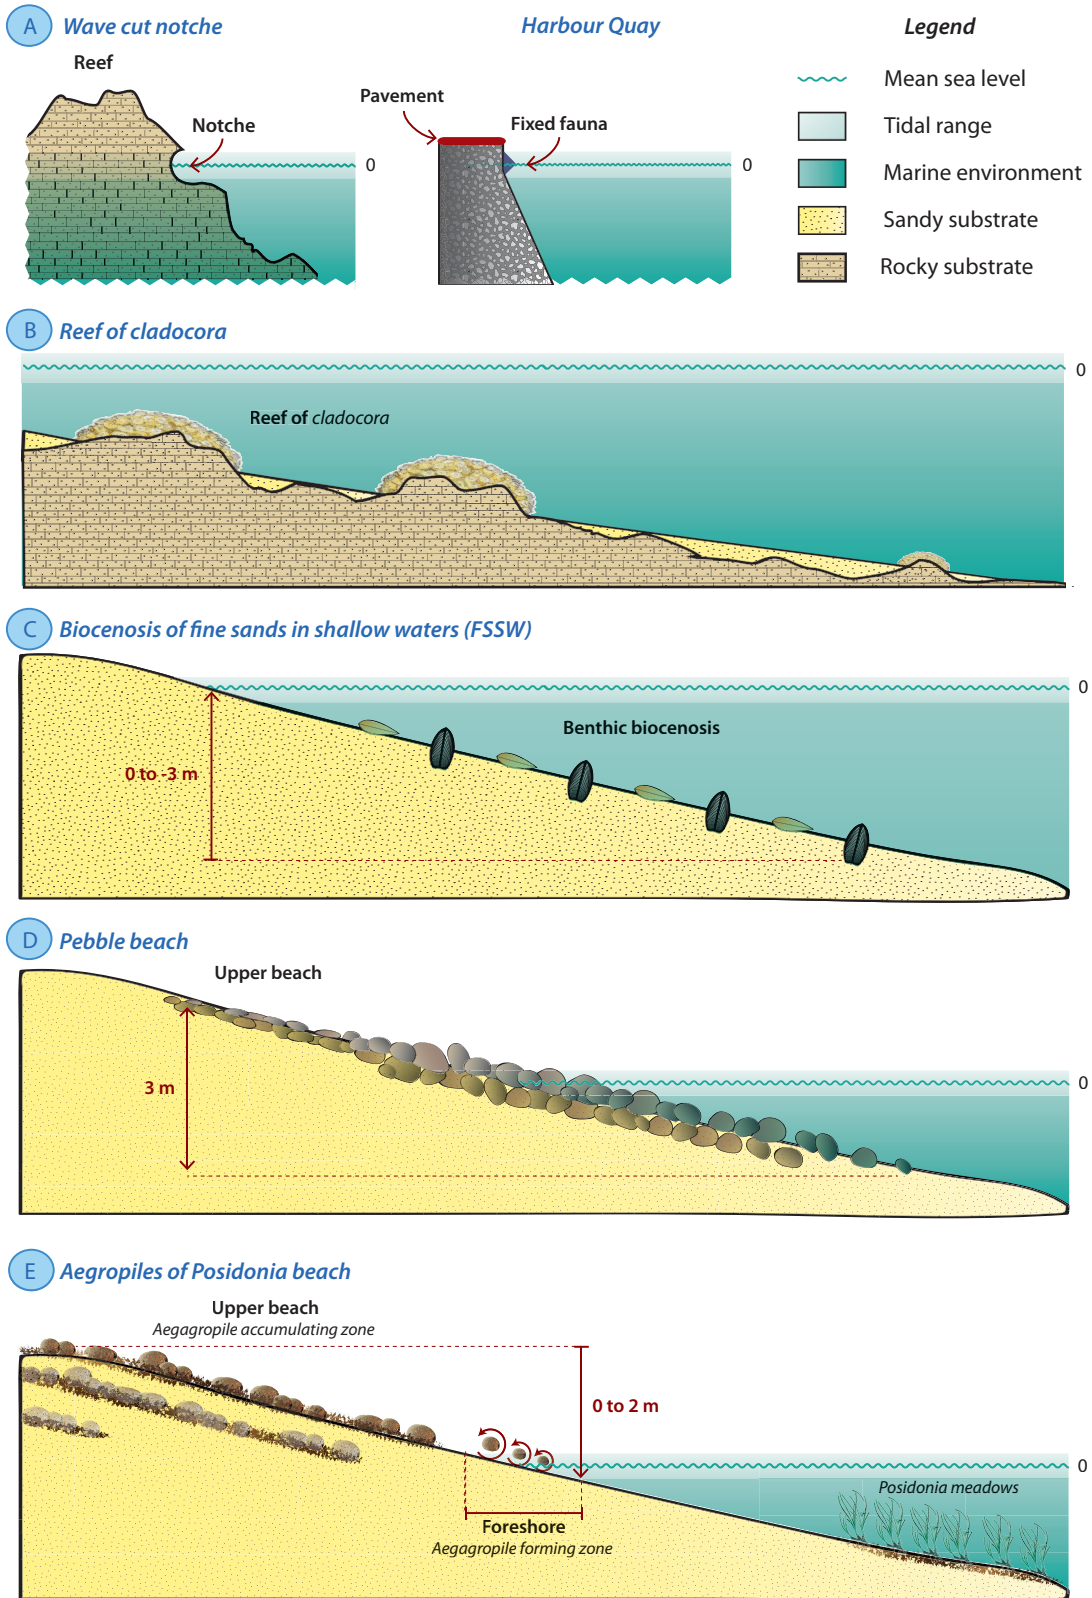 A
Wave cut notche
Harbour Quay
Legend
Reef
Notche
0
Pavement
Fixed fauna
0
Mean sea level
Tidal range
Marine environment
Sandy substrate
Rocky substrate
B
Reef of cladocora
0
Reef of cladocora
C
Biocenosis of fine sands in shallow waters (FSSW)
0
Benthic biocenosis
0 to -3 m
D
Pebble beach
Upper beach
0
3 m
E
Aegropiles of Posidonia beach
Upper beach
Aegagropile accumulating zone
0 to 2 m
0
Posidonia meadows
Foreshore
Aegagropile forming zone